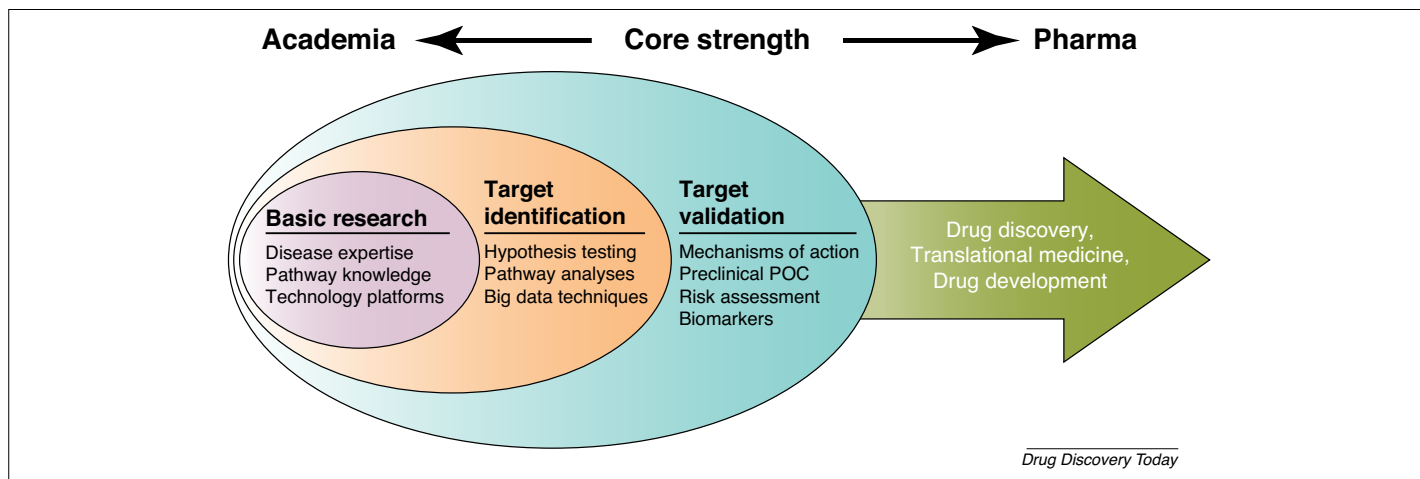 Academia Core strength Pharma
Basic research
Disease expertise
Pathway knowledge
Technology platforms
Target
identification
Hypothesis testing
Pathway analyses
Big data techniques
Target
validation
Mechanisms of action
Preclinical POC
Risk assessment
Biomarkers
Drug discovery,
Translational medicine,
Drug development
Drug Discovery Today